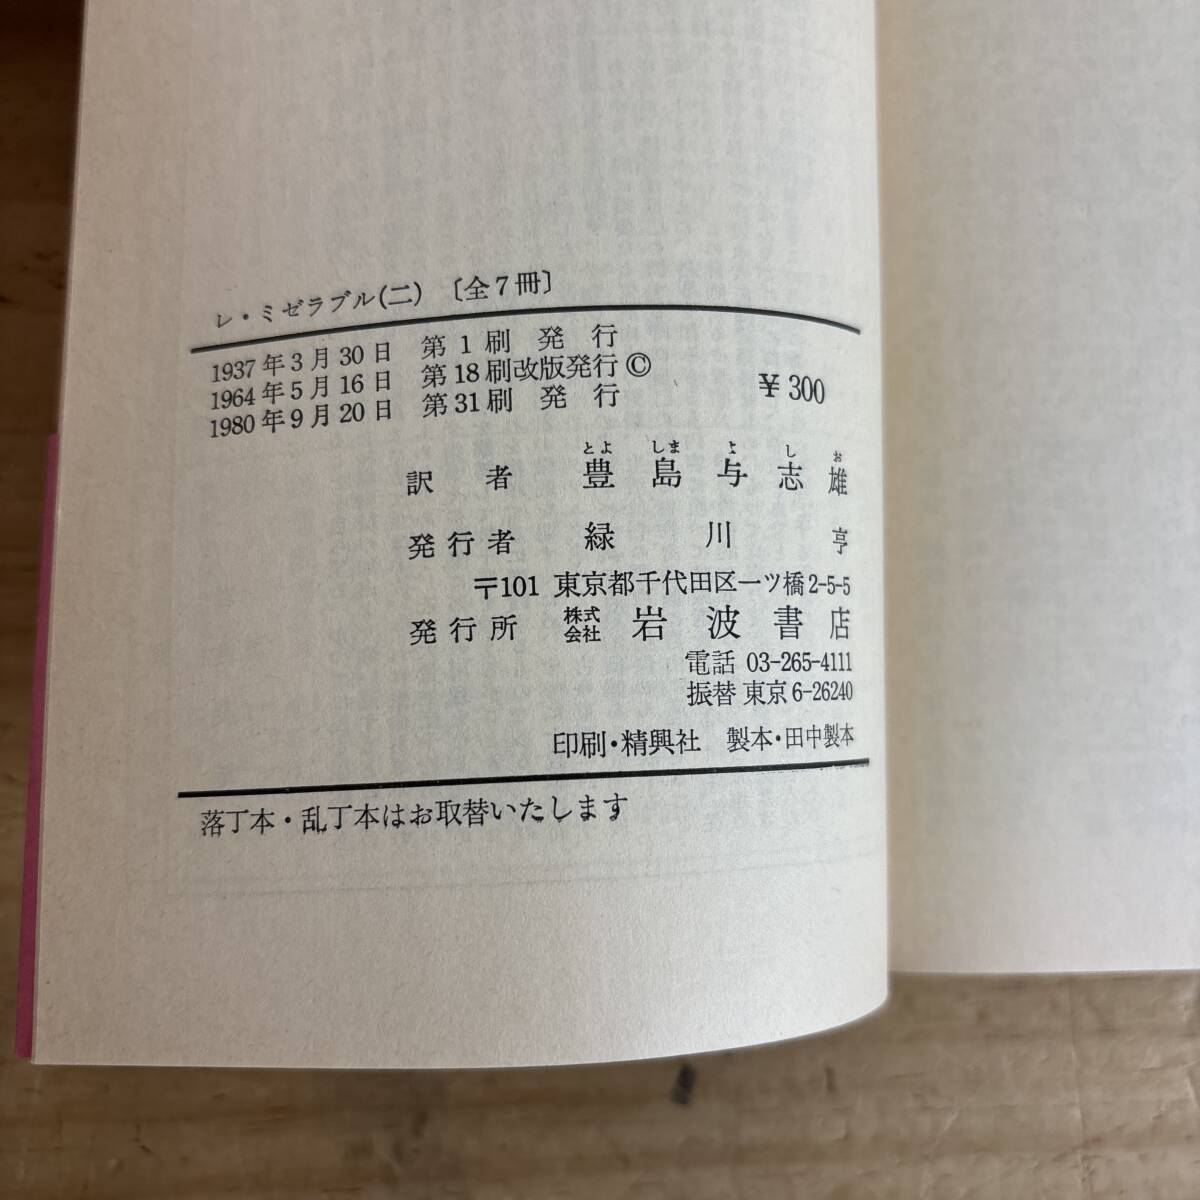 レ・ミゼラブル(二) 〔全7冊〕
1937年3月30日 第1刷発行
1964年5月16日 第18刷改版発行©
1980年9月20日 第31刷発行
¥300
とよ しま よ し お
訳者 豊島与志雄
発行者 緑川亨
〒101 東京都千代田区一ツ橋2-5-5
発行所 株式会社 岩波書店
電話 03-265-4111
振替 東京6-26240
印刷・精興社 製本・田中製本
落丁本・乱丁本はお取替いたします